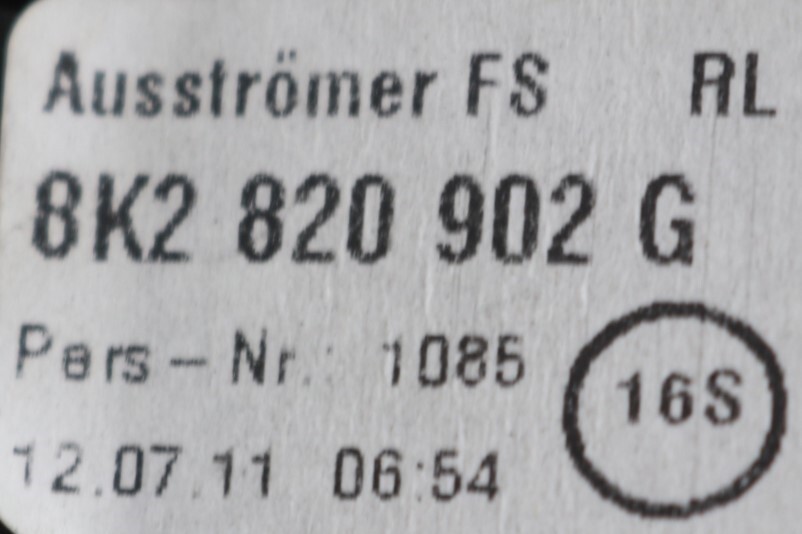 Ausströmer FS RL
8K2 820 902 G
Pers-Nr.: 1085
16S
12.07.11 06:54